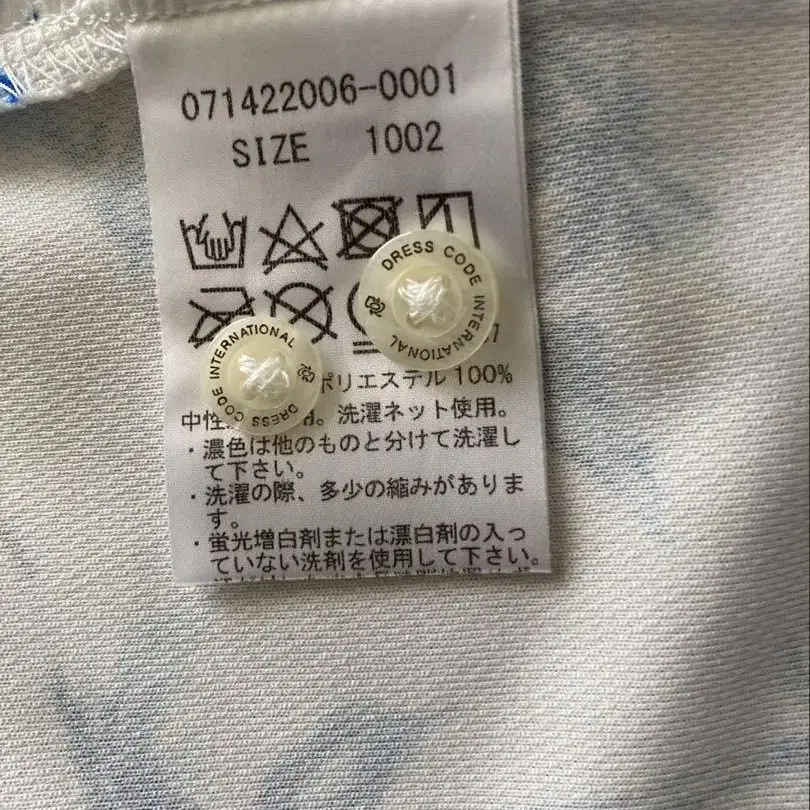 071422006-0001
SIZE 1002
DRESS CODE INTERNATIONAL
DRESS CODE INTERNATIONAL
ポリエステル 100%
中性 用。洗濯ネット使用。
・濃色は他のものと分けて洗濯し
て下さい。
・洗濯の際、多少の縮みがありま
す。
・蛍光増白剤または漂白剤の入っ
ていない洗剤を使用して下さい。